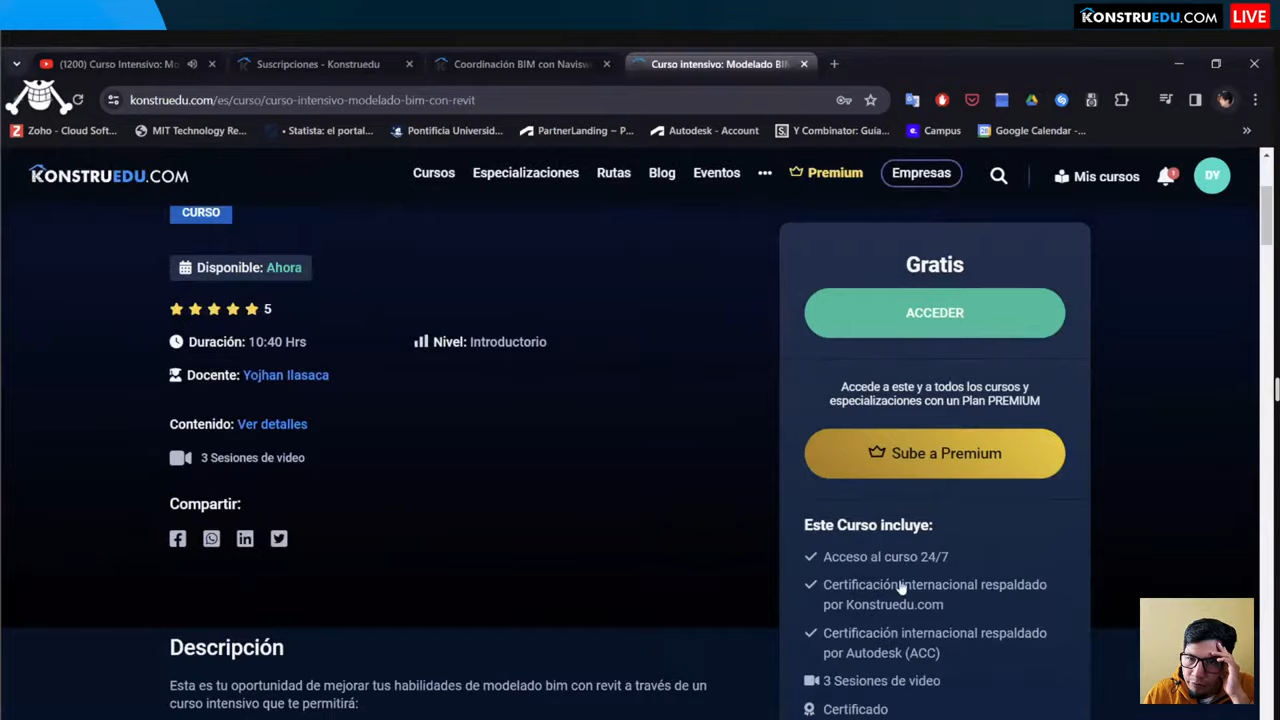 KONSTRUEDU.COM LIVE
(1200) Curso Intensivo: Mo
Suscripciones - Konstruedu
Coordinación BIM con Navisw
Curso intensivo: Modelado BIM
konstruedu.com/es/curso/curso-intensivo-modelado-bim-con-revit
Zoho - Cloud Soft...
MIT Technology Re...
• Statista: el portal...
Pontificia Universid...
PartnerLanding – P...
Autodesk - Account
Y Combinator: Guía...
Campus
Google Calendar -...
KONSTRUEDU.COM
Cursos
Especializaciones
Rutas
Blog
Eventos
Premium
Empresas
Mis cursos
DY
CURSO
Disponible: Ahora
5
Duración: 10:40 Hrs
Nivel: Introductorio
Docente: Yojhan Ilasaca
Contenido: Ver detalles
3 Sesiones de video
Compartir:
Gratis
ACCEDER
Accede a este y a todos los cursos y
especializaciones con un Plan PREMIUM
Sube a Premium
Este Curso incluye:
Acceso al curso 24/7
Certificación internacional respaldado
por Konstruedu.com
Certificación internacional respaldado
por Autodesk (ACC)
3 Sesiones de video
Certificado
Descripción
Esta es tu oportunidad de mejorar tus habilidades de modelado bim con revit a través de un
curso intensivo que te permitirá: